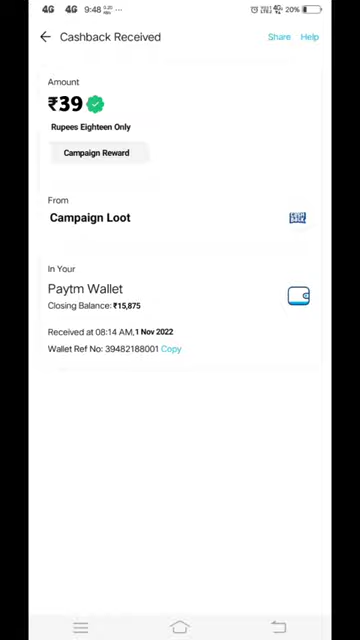 4G 4G 9:48
20%
Cashback Received Share Help
Amount
₹39
Rupees Eighteen Only
Campaign Reward
From
Campaign Loot
In Your
Paytm Wallet
Closing Balance: ₹15,875
Received at 08:14 AM, 1 Nov 2022
Wallet Ref No: 39482188001 Copy